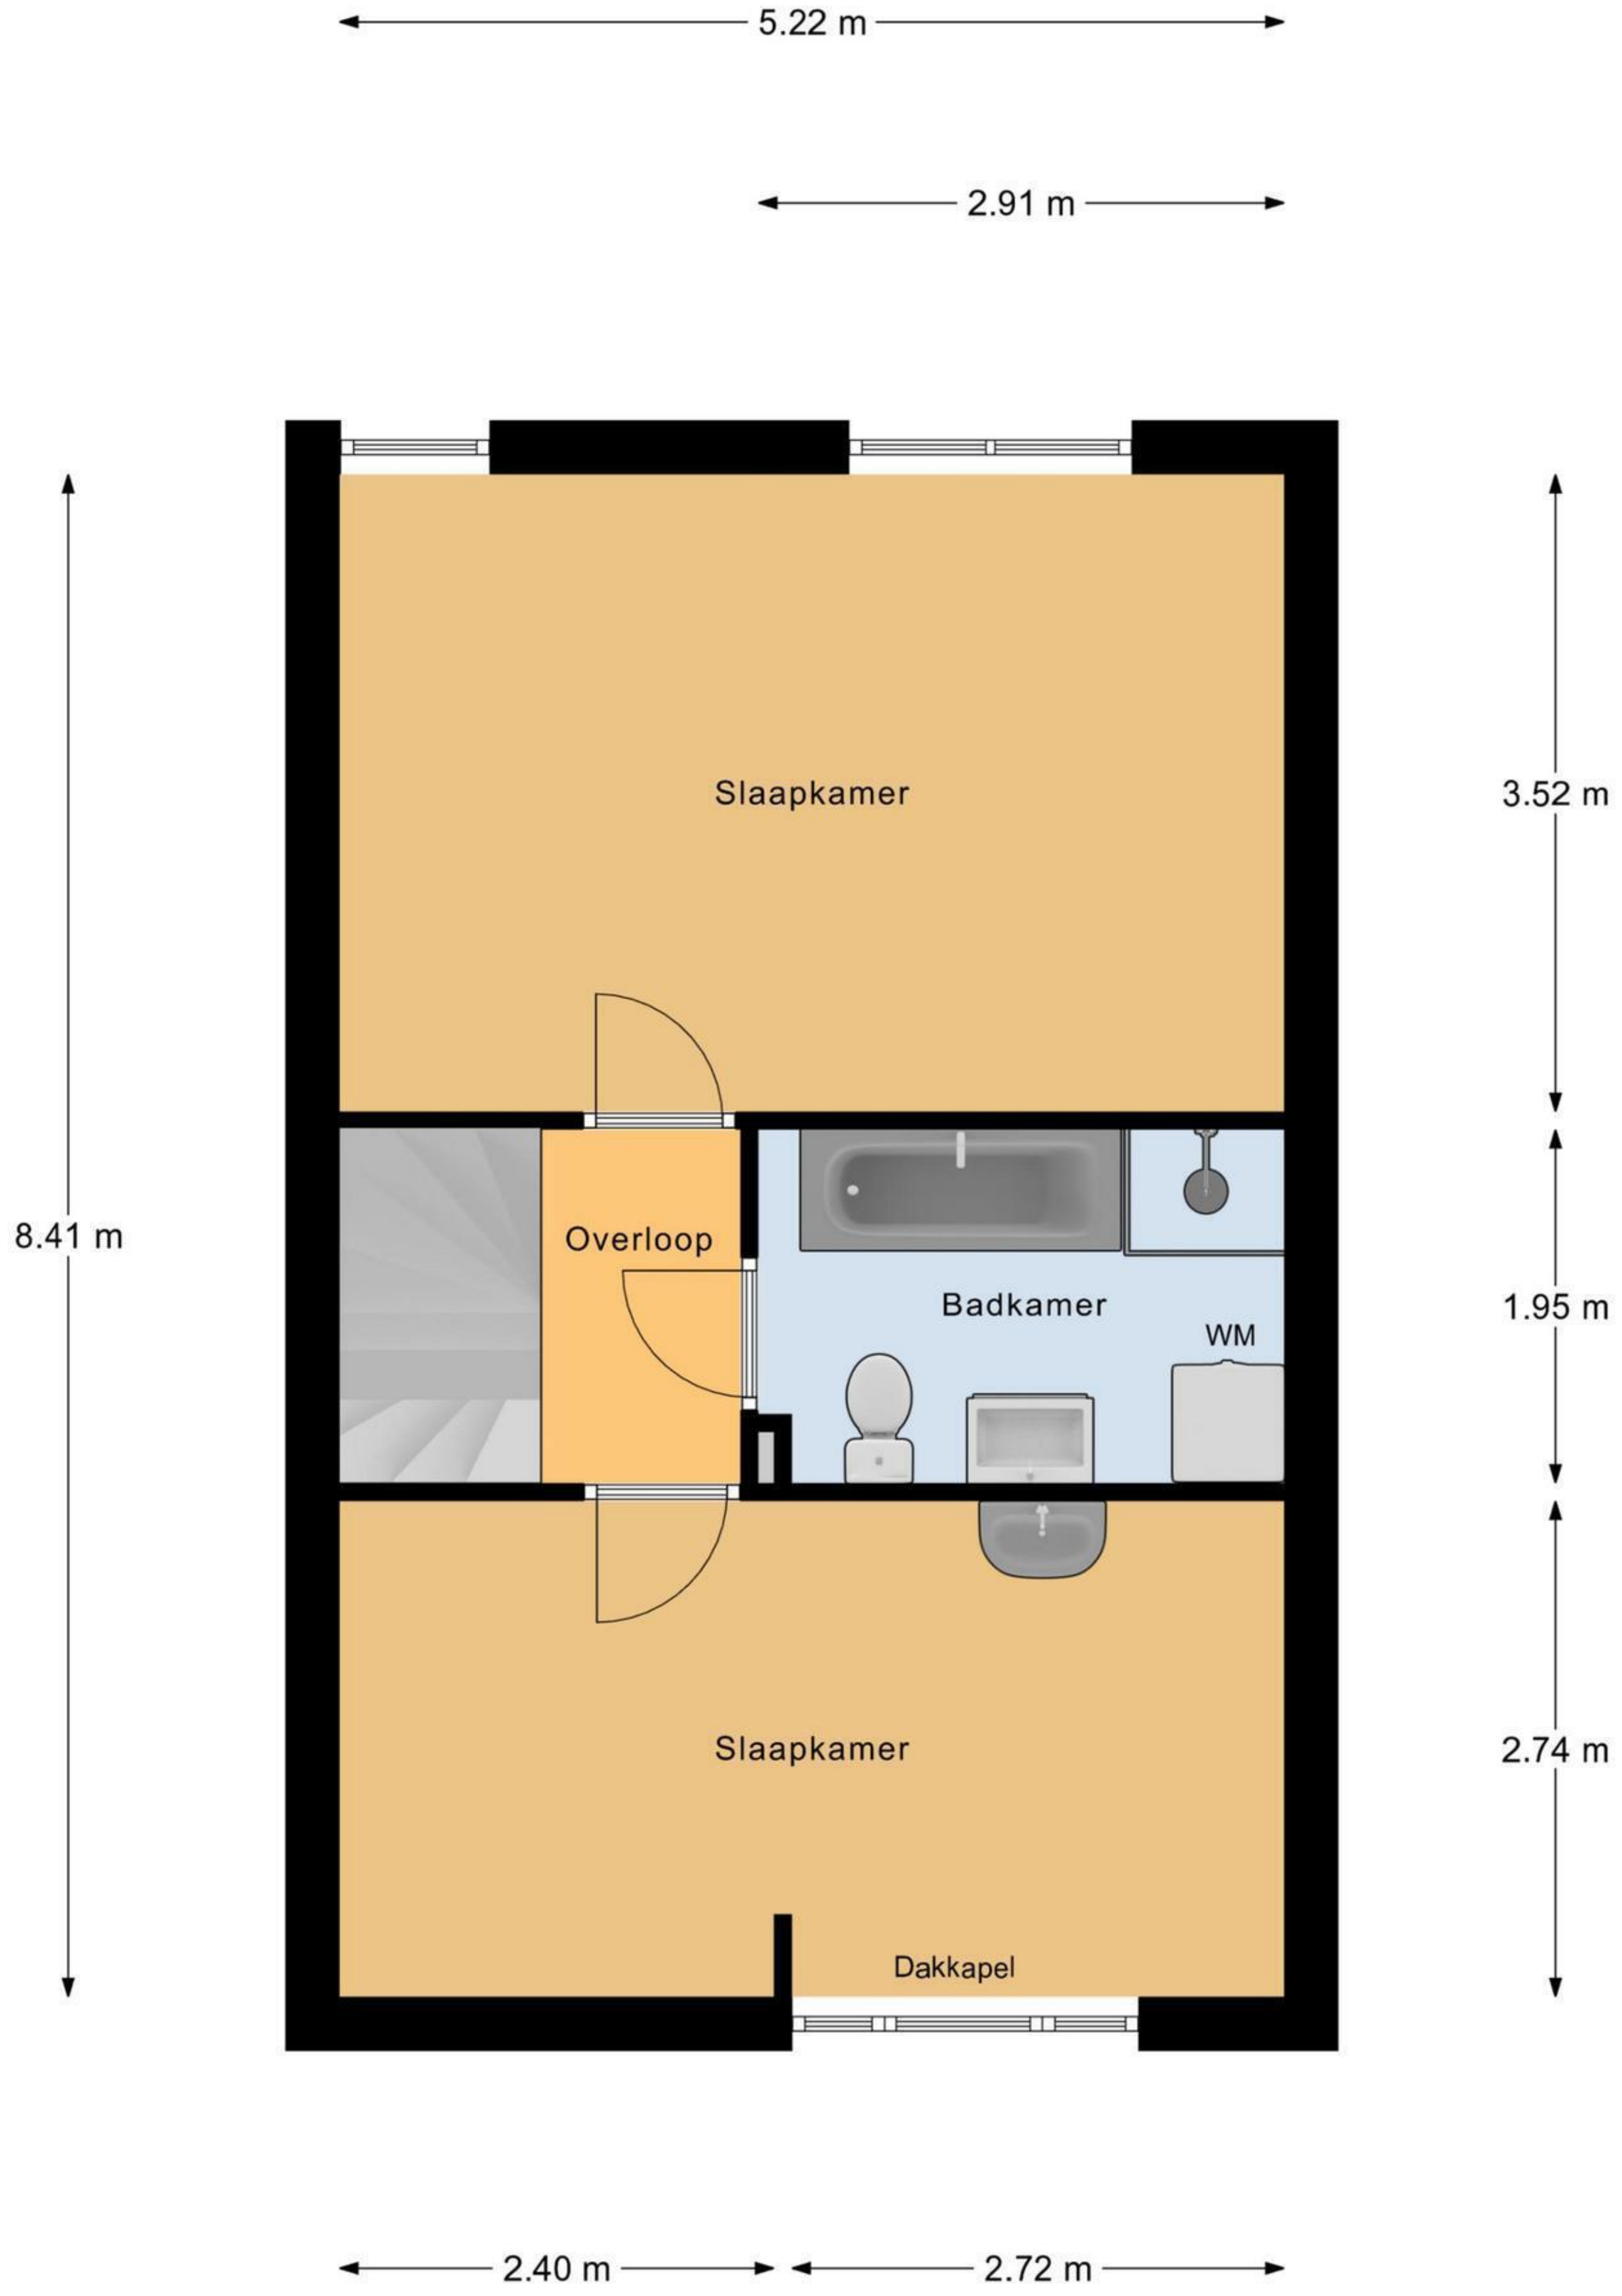 5.22 m
2.91 m
Slaapkamer
3.52 m
8.41 m
Overloop
Badkamer
1.95 m
WM
Slaapkamer
2.74 m
Dakkapel
2.40 m
2.72 m